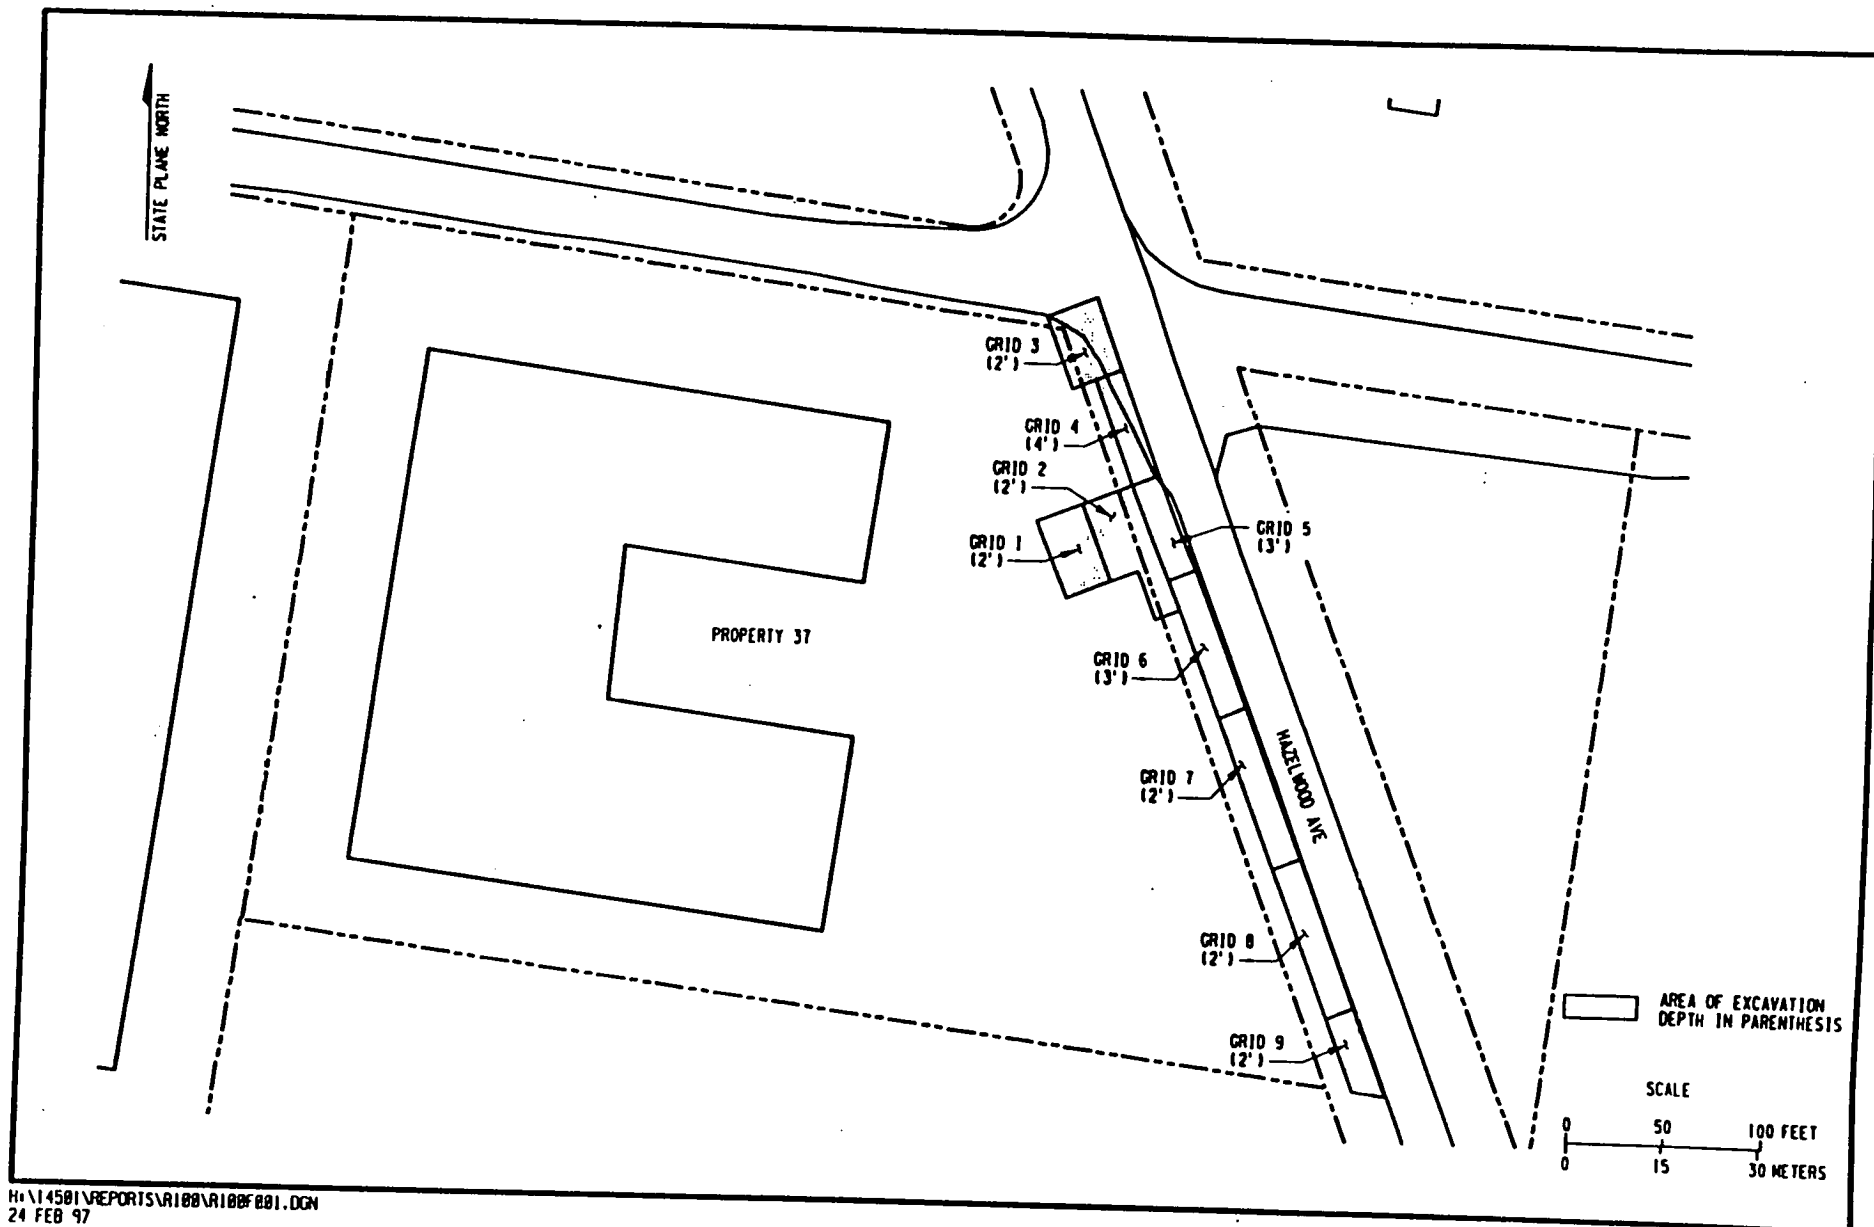 STATE PLANE NORTH
GRID 3
(2')
GRID 4
(4')
GRID 2
(2')
GRID 1
(2')
GRID 5
(3')
PROPERTY 37
GRID 6
(3')
GRID 7
(2')
HAZELWOOD AVE
GRID 8
(2')
GRID 9
(2')
AREA OF EXCAVATION
DEPTH IN PARENTHESIS
SCALE
0 50 100 FEET
0 15 30 METERS
H:\14501\REPORTS\R100\R100F001.DGN
24 FEB 97